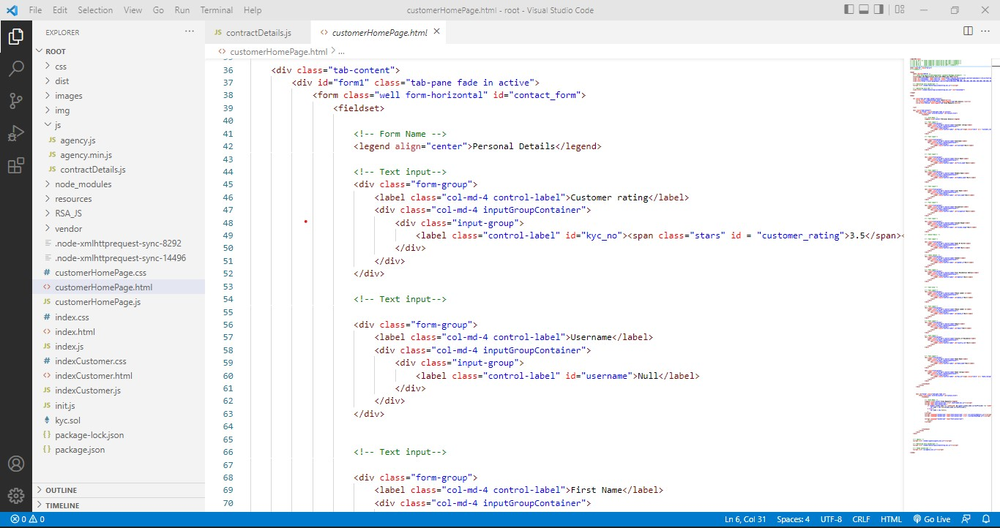 File Edit Selection View Go Run Terminal Help customerHomePage.html - root - Visual Studio Code
EXPLORER ···
JS contractDetails.js <> customerHomePage.html ×
<> customerHomePage.html > ...
ROOT
css
dist
images
img
js
JS agency.js
JS agency.min.js
JS contractDetails.js
node_modules
resources
RSA_JS
vendor
.node-xmlhttprequest-sync-8292
.node-xmlhttprequest-sync-14496
# customerHomePage.css
<> customerHomePage.html
JS customerHomePage.js
# index.css
<> index.html
JS index.js
# indexCustomer.css
<> indexCustomer.html
JS indexCustomer.js
JS init.js
kyc.sol
{} package-lock.json
{} package.json
OUTLINE
TIMELINE
36 <div class="tab-content">
37 <div id="form1" class="tab-pane fade in active">
38 <form class="well form-horizontal" id="contact_form">
39 <fieldset>
40
41 <!-- Form Name -->
42 <legend align="center">Personal Details</legend>
43
44 <!-- Text input-->
45 <div class="form-group">
46 <label class="col-md-4 control-label">Customer rating</label>
47 <div class="col-md-4 inputGroupContainer">
48 <div class="input-group">
49 <label class="control-label" id="kyc_no"><span class="stars" id = "customer_rating">3.5</span><
50 </div>
51 </div>
52 </div>
53
54 <!-- Text input-->
55
56 <div class="form-group">
57 <label class="col-md-4 control-label">Username</label>
58 <div class="col-md-4 inputGroupContainer">
59 <div class="input-group">
60 <label class="control-label" id="username">Null</label>
61 </div>
62 </div>
63 </div>
64
65
66 <!-- Text input-->
67
68 <div class="form-group">
69 <label class="col-md-4 control-label">First Name</label>
70 <div class="col-md-4 inputGroupContainer">
0 0 Ln 6, Col 31 Spaces: 4 UTF-8 CRLF HTML Go Live